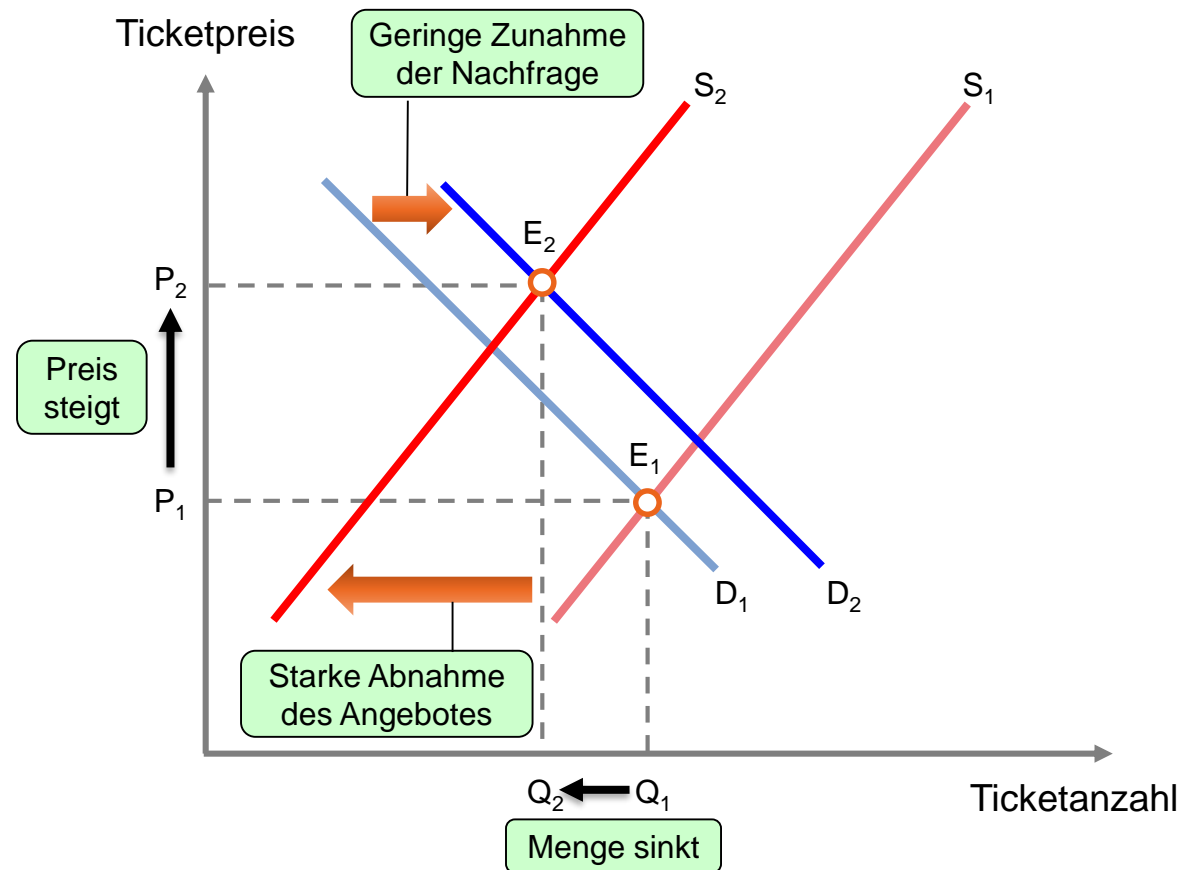 Ticketpreis
Geringe Zunahme
der Nachfrage
S₂
S₁
E₂
P₂
Preis
steigt
E₁
P₁
D₁
D₂
Starke Abnahme
des Angebotes
Q₂
Q₁
Ticketanzahl
Menge sinkt